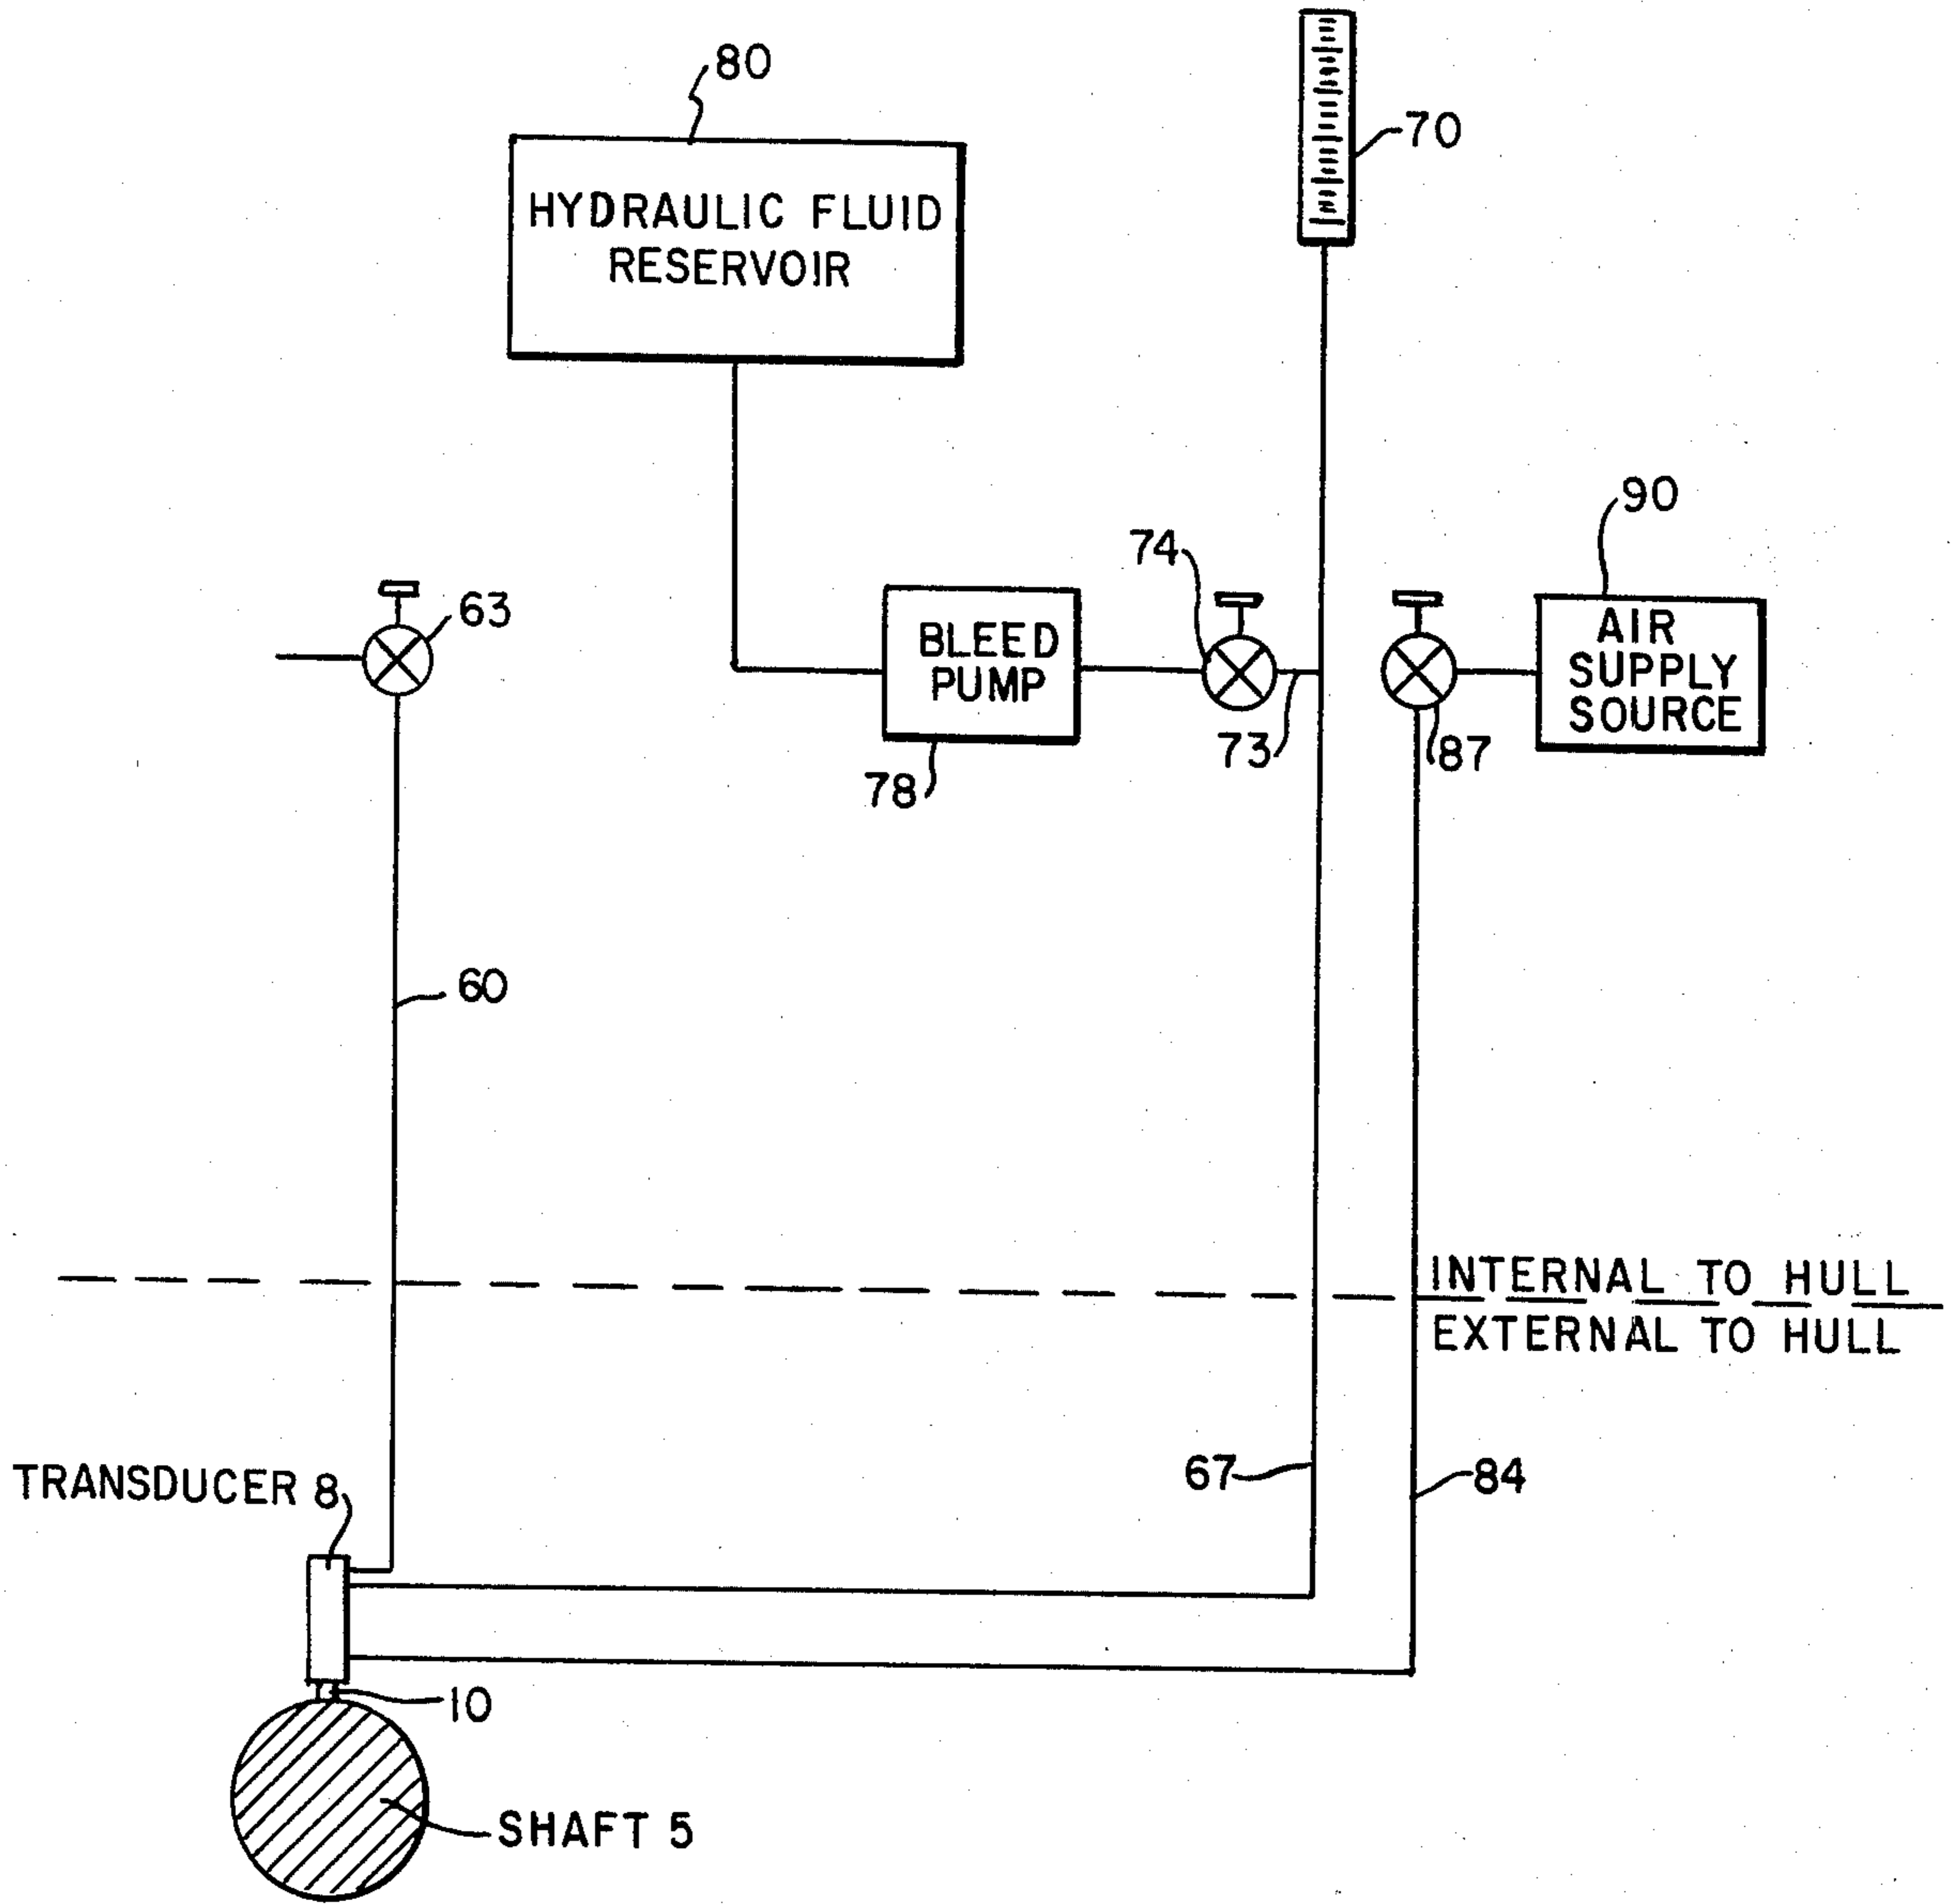 80
70
HYDRAULIC FLUID
RESERVOIR
90
74
63
BLEED
PUMP
AIR
SUPPLY
SOURCE
73
87
78
60
INTERNAL TO HULL
EXTERNAL TO HULL
67
84
TRANSDUCER 8
10
SHAFT 5